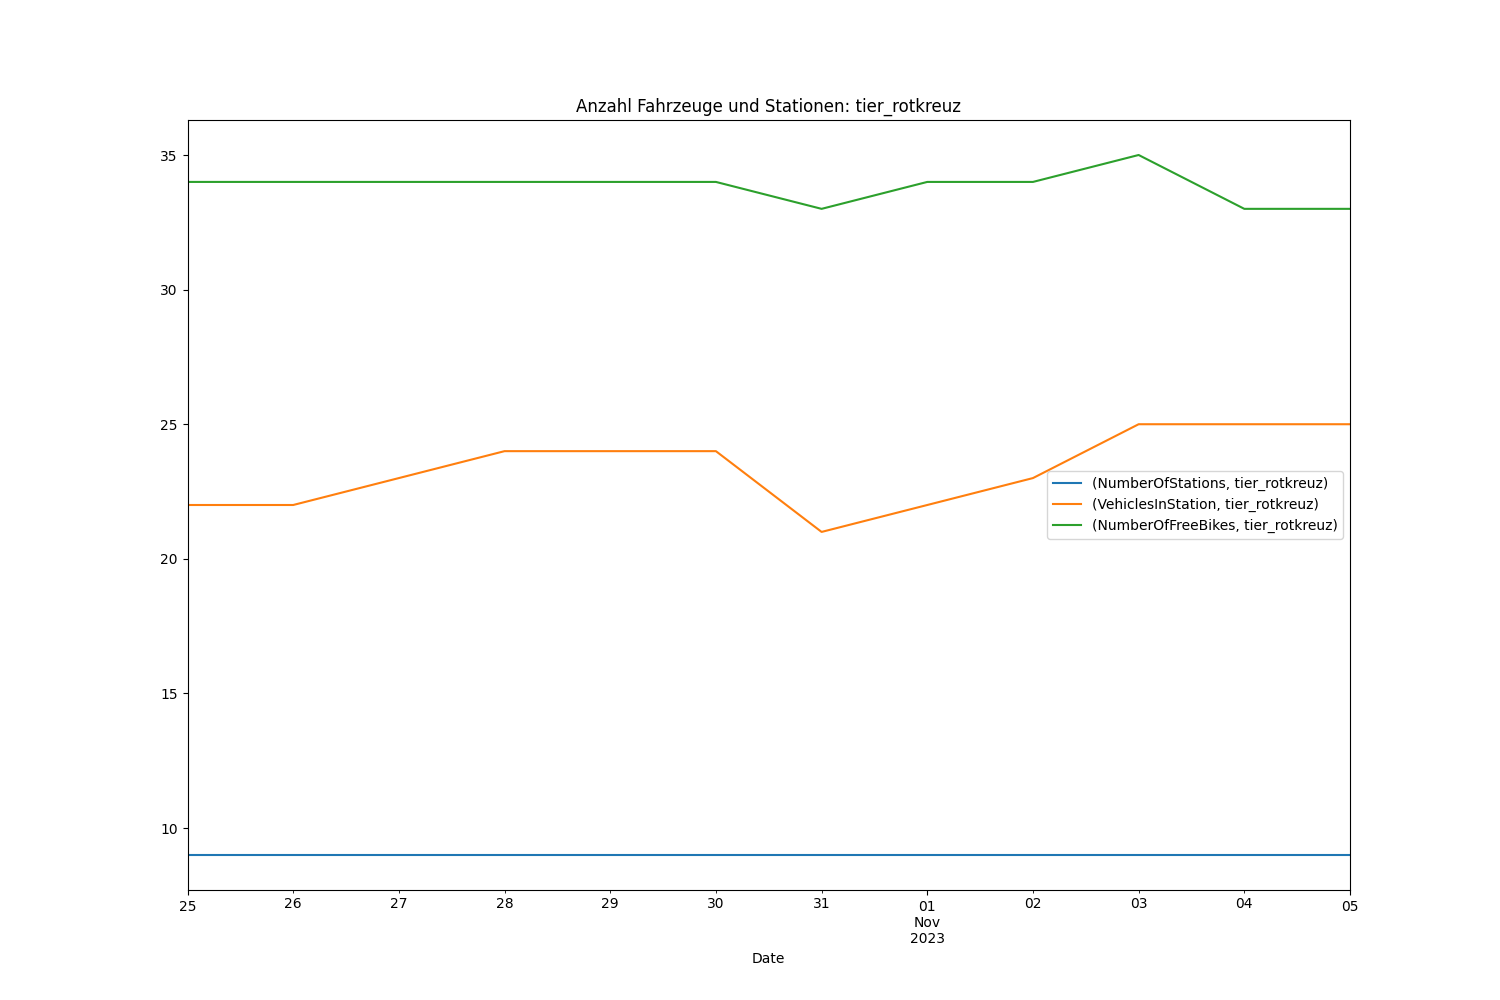 Anzahl Fahrzeuge und Stationen: tier_rotkreuz
35
30
25
20
15
10
(NumberOfStations, tier_rotkreuz)
(VehiclesInStation, tier_rotkreuz)
(NumberOfFreeBikes, tier_rotkreuz)
25 26 27 28 29 30 31 01 02 03 04 05
Nov
2023
Date